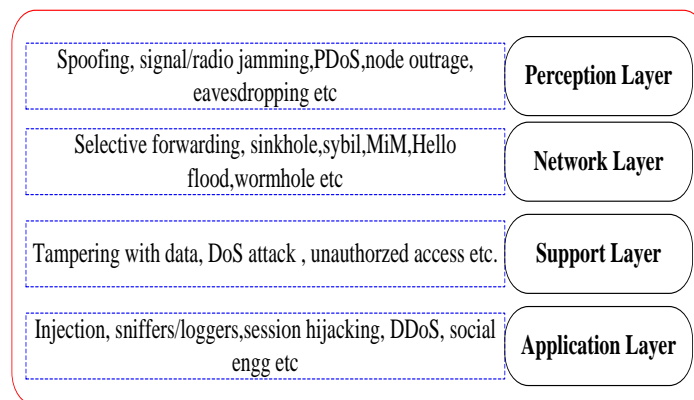 Spoofing, signal/radio jamming,PDoS,node outrage,
eavesdropping etc
Perception Layer
Selective forwarding, sinkhole,sybil,MiM,Hello
flood,wormhole etc
Network Layer
Tampering with data, DoS attack , unauthorzed access etc.
Support Layer
Injection, sniffers/loggers,session hijacking, DDoS, social
engg etc
Application Layer